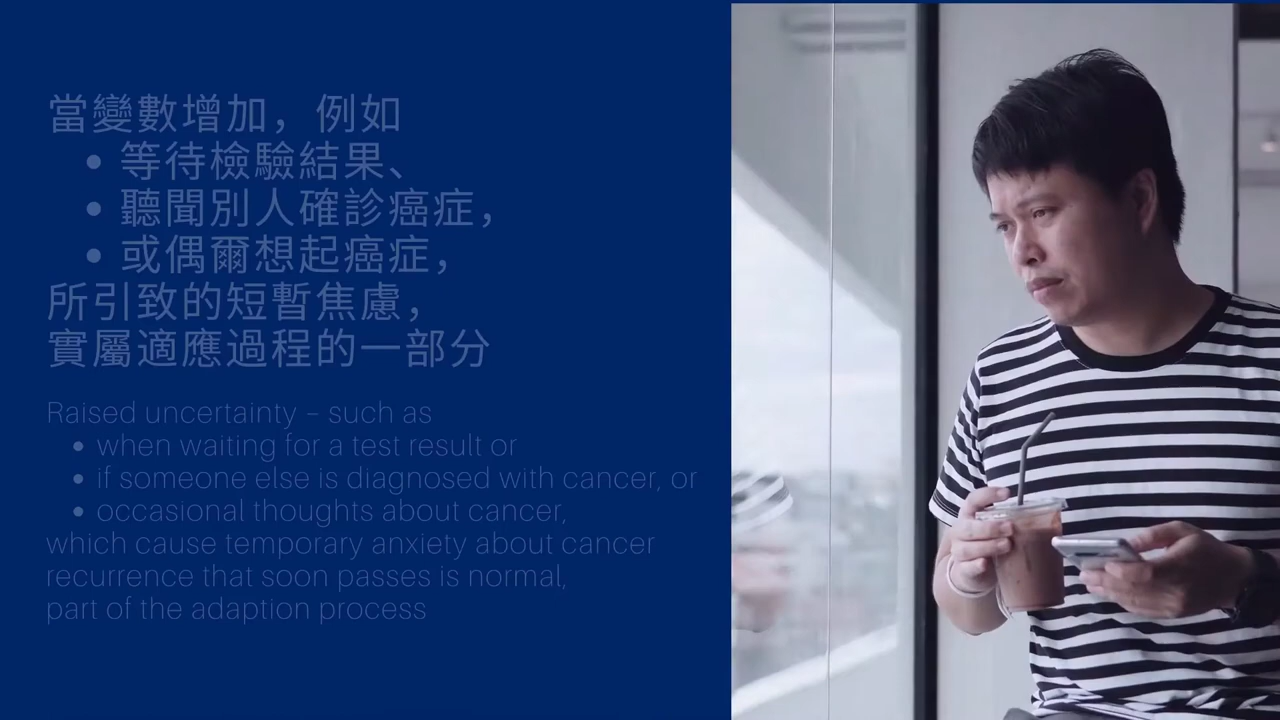 當變數增加，例如
• 等待檢驗結果、
• 聽聞別人確診癌症，
• 或偶爾想起癌症，
所引致的短暫焦慮，
實屬適應過程的一部分
Raised uncertainty – such as
• when waiting for a test result or
• if someone else is diagnosed with cancer, or
• occasional thoughts about cancer,
which cause temporary anxiety about cancer
recurrence that soon passes is normal,
part of the adaption process